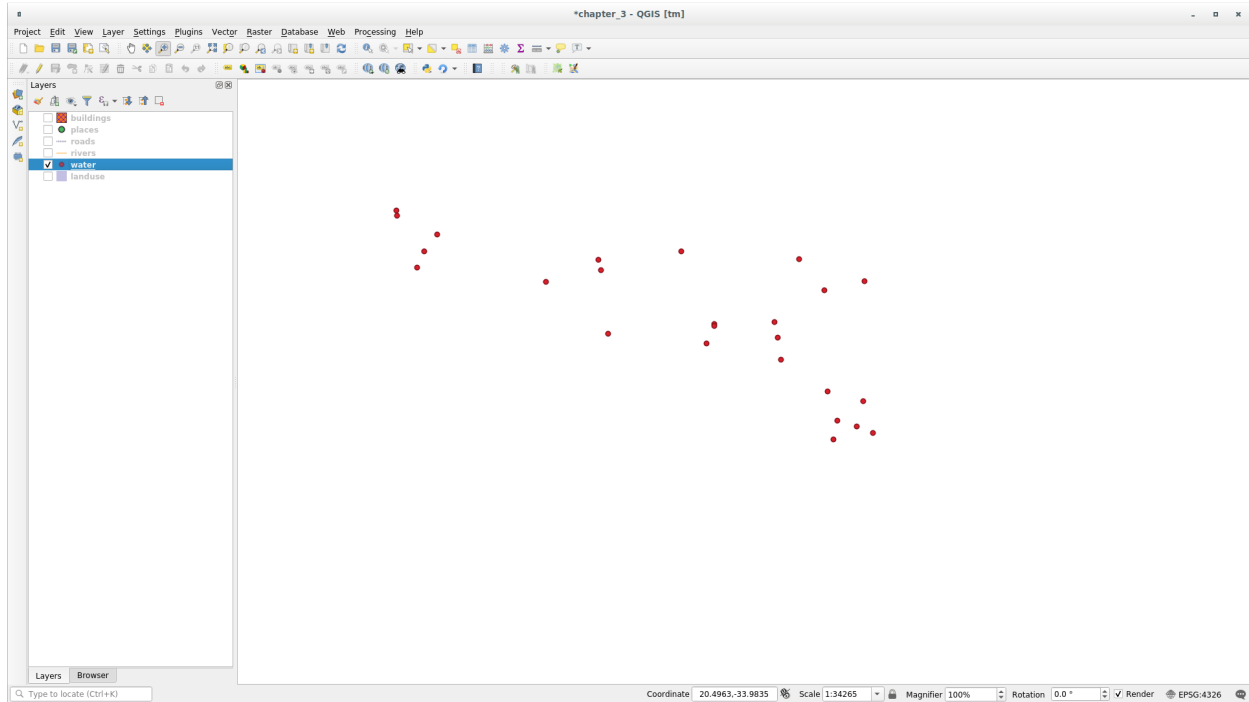 *chapter_3 - QGIS [tm]
Project Edit View Layer Settings Plugins Vector Raster Database Web Processing Help
Layers
buildings
places
roads
rivers
water
landuse
Layers Browser
Type to locate (Ctrl+K) Coordinate 20.4963,-33.9835 Scale 1:34265 Magnifier 100% Rotation 0.0 ° Render EPSG:4326